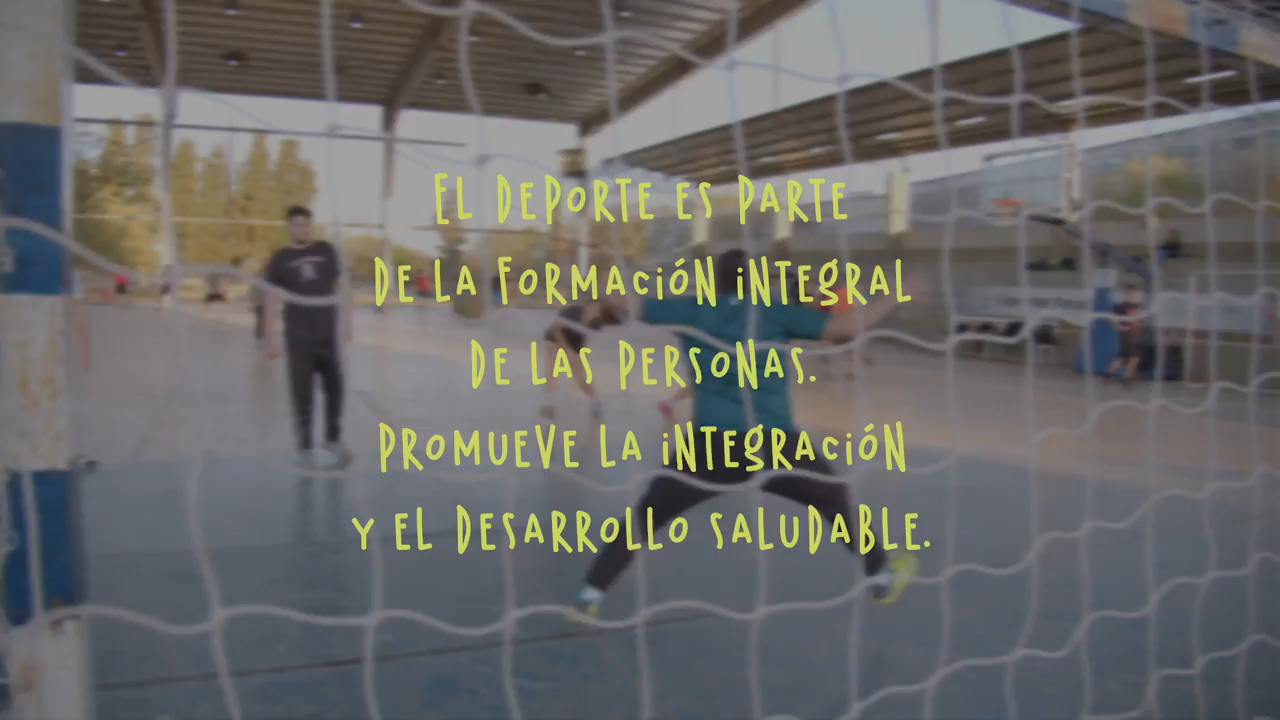 EL DEPORTE ES PARTE
DE LA FORMACIÓN INTEGRAL
DE LAS PERSONAS.
PROMUEVE LA INTEGRACIÓN
Y EL DESARROLLO SALUDABLE.